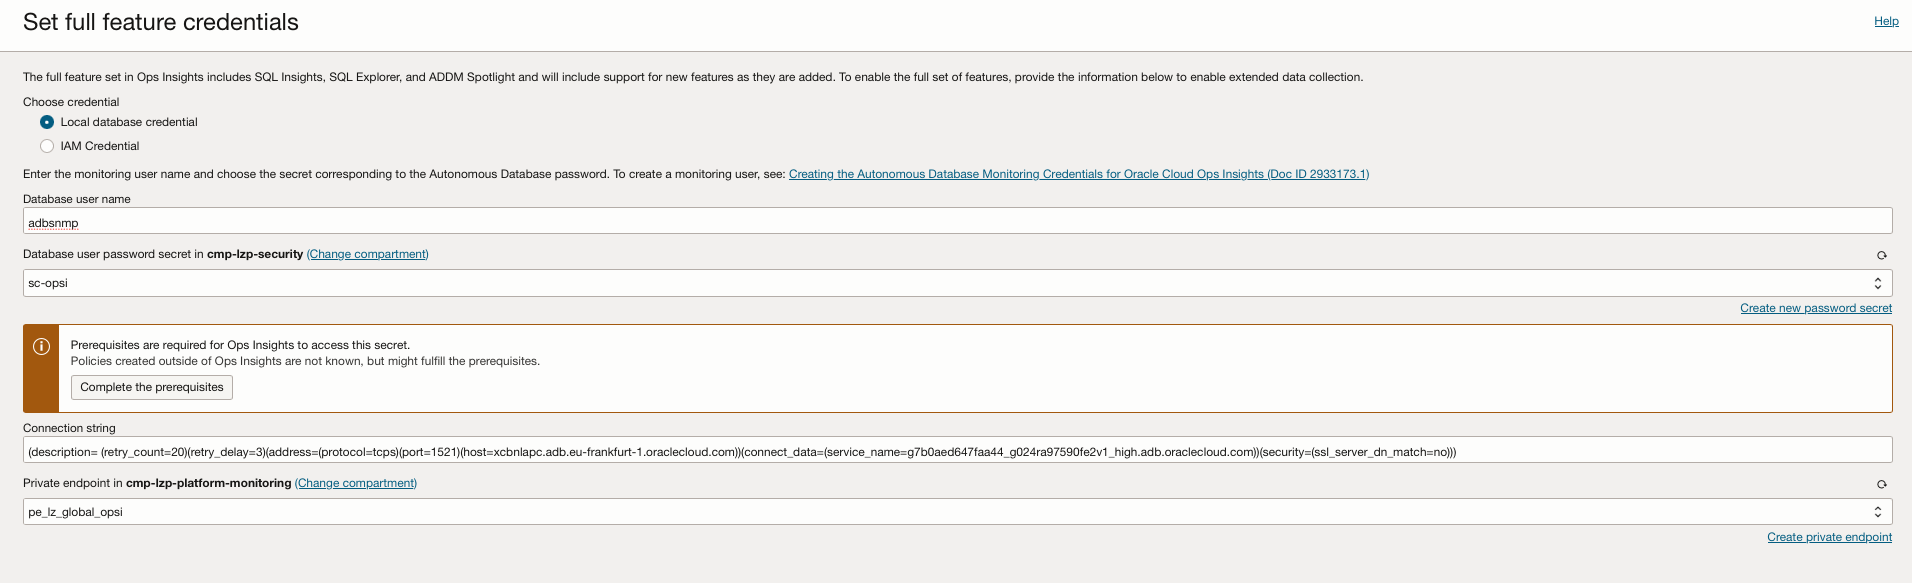 Set full feature credentials
Help
The full feature set in Ops Insights includes SQL Insights, SQL Explorer, and ADDM Spotlight and will include support for new features as they are added. To enable the full set of features, provide the information below to enable extended data collection.
Choose credential
Local database credential
IAM Credential
Enter the monitoring user name and choose the secret corresponding to the Autonomous Database password. To create a monitoring user, see: Creating the Autonomous Database Monitoring Credentials for Oracle Cloud Ops Insights (Doc ID 2933173.1)
Database user name
adbsnmp
Database user password secret in cmp-lzp-security (Change compartment)
sc-opsi
Create new password secret
Prerequisites are required for Ops Insights to access this secret.
Policies created outside of Ops Insights are not known, but might fulfill the prerequisites.
Complete the prerequisites
Connection string
(description= (retry_count=20)(retry_delay=3)(address=(protocol=tcps)(port=1521)(host=xcbnlapc.adb.eu-frankfurt-1.oraclecloud.com))(connect_data=(service_name=g7b0aed647faa44_g024ra97590fe2v1_high.adb.oraclecloud.com))(security=(ssl_server_dn_match=no)))
Private endpoint in cmp-lzp-platform-monitoring (Change compartment)
pe_lz_global_opsi
Create private endpoint